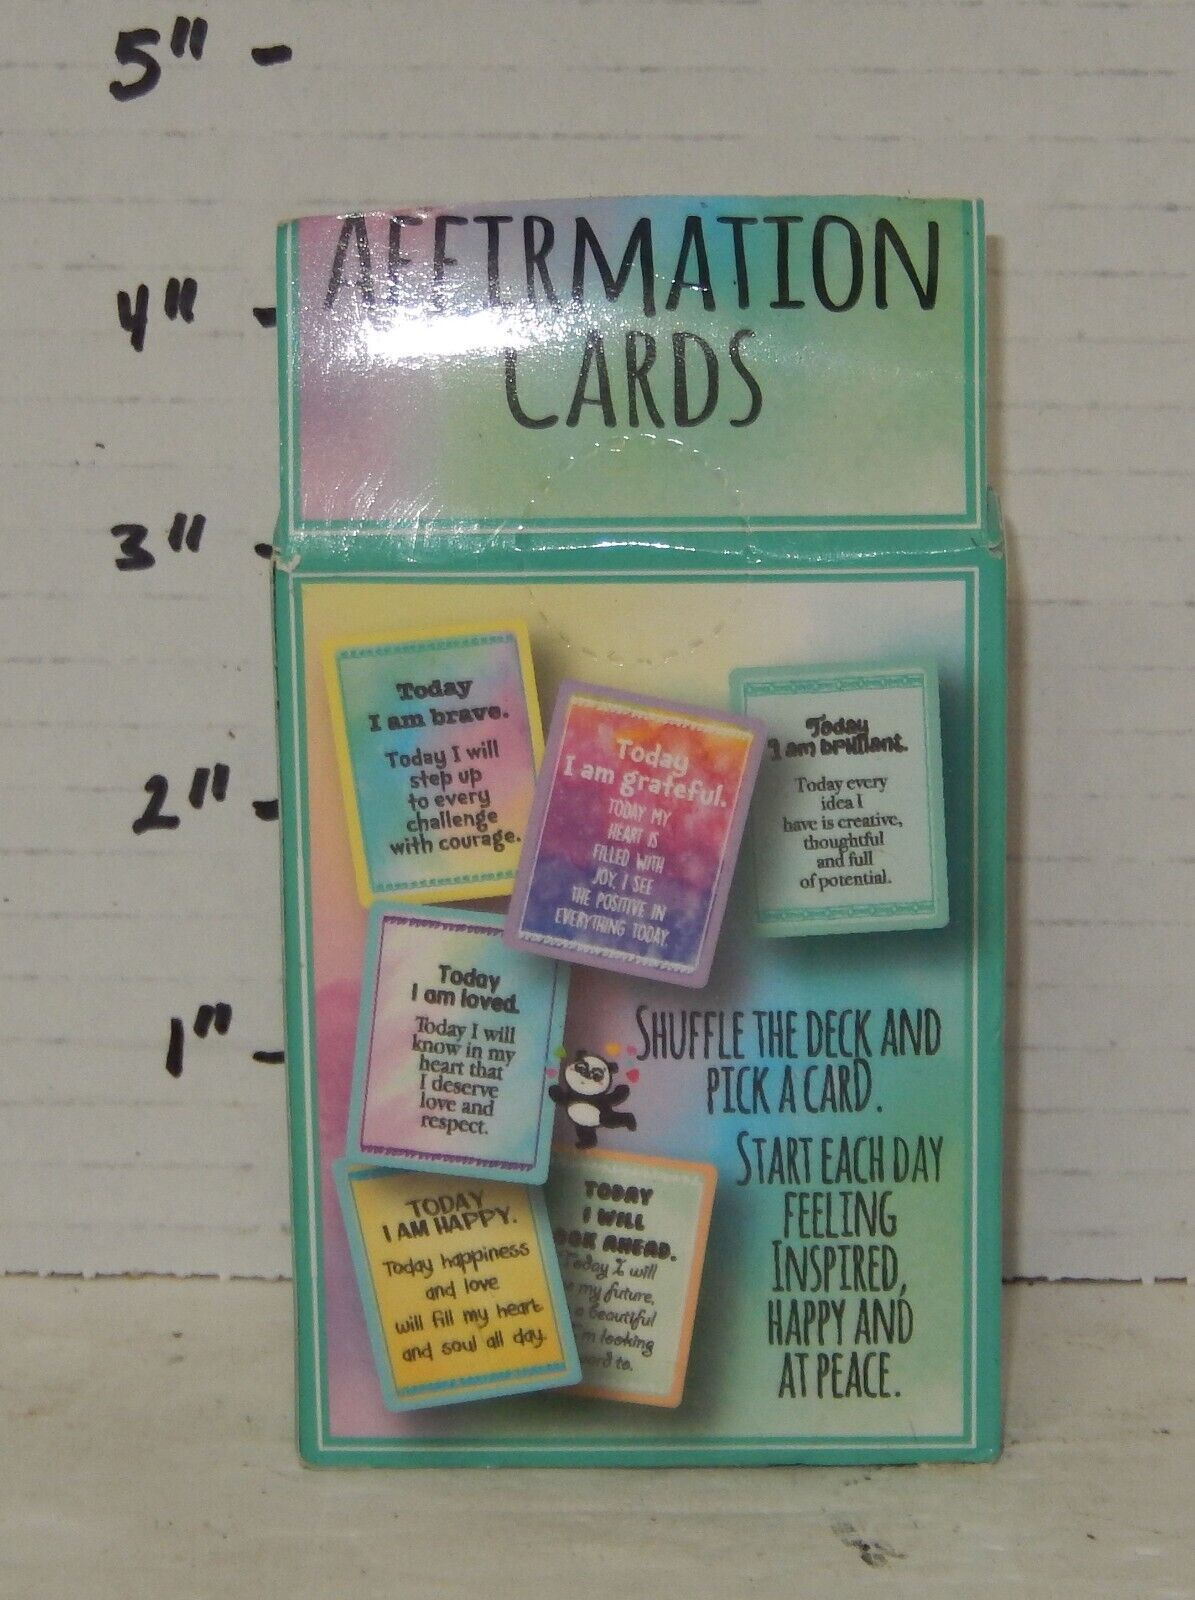 5" -
AFFIRMATION
CARDS
4" -
3" -
2" -
1" -
Today
I am brave.
Today I will
step up
to every
challenge
with courage.
Today
I am grateful.
TODAY MY
HEART IS
FILLED WITH
JOY. I SEE
THE POSITIVE IN
EVERYTHING TODAY.
Today
I am brilliant.
Today every
idea I
have is creative,
thoughtful
and full
of potential.
Today
I am loved.
Today I will
know in my
heart that
I deserve
love and
respect.
SHUFFLE THE DECK AND
PICK A CARD.
START EACH DAY
FEELING
INSPIRED,
HAPPY AND
AT PEACE.
TODAY
I AM HAPPY.
Today happiness
and love
will fill my heart
and soul all day.
TODAY
I WILL
AHEAD.
Today I will
my future,
a beautiful
I'm looking
to.